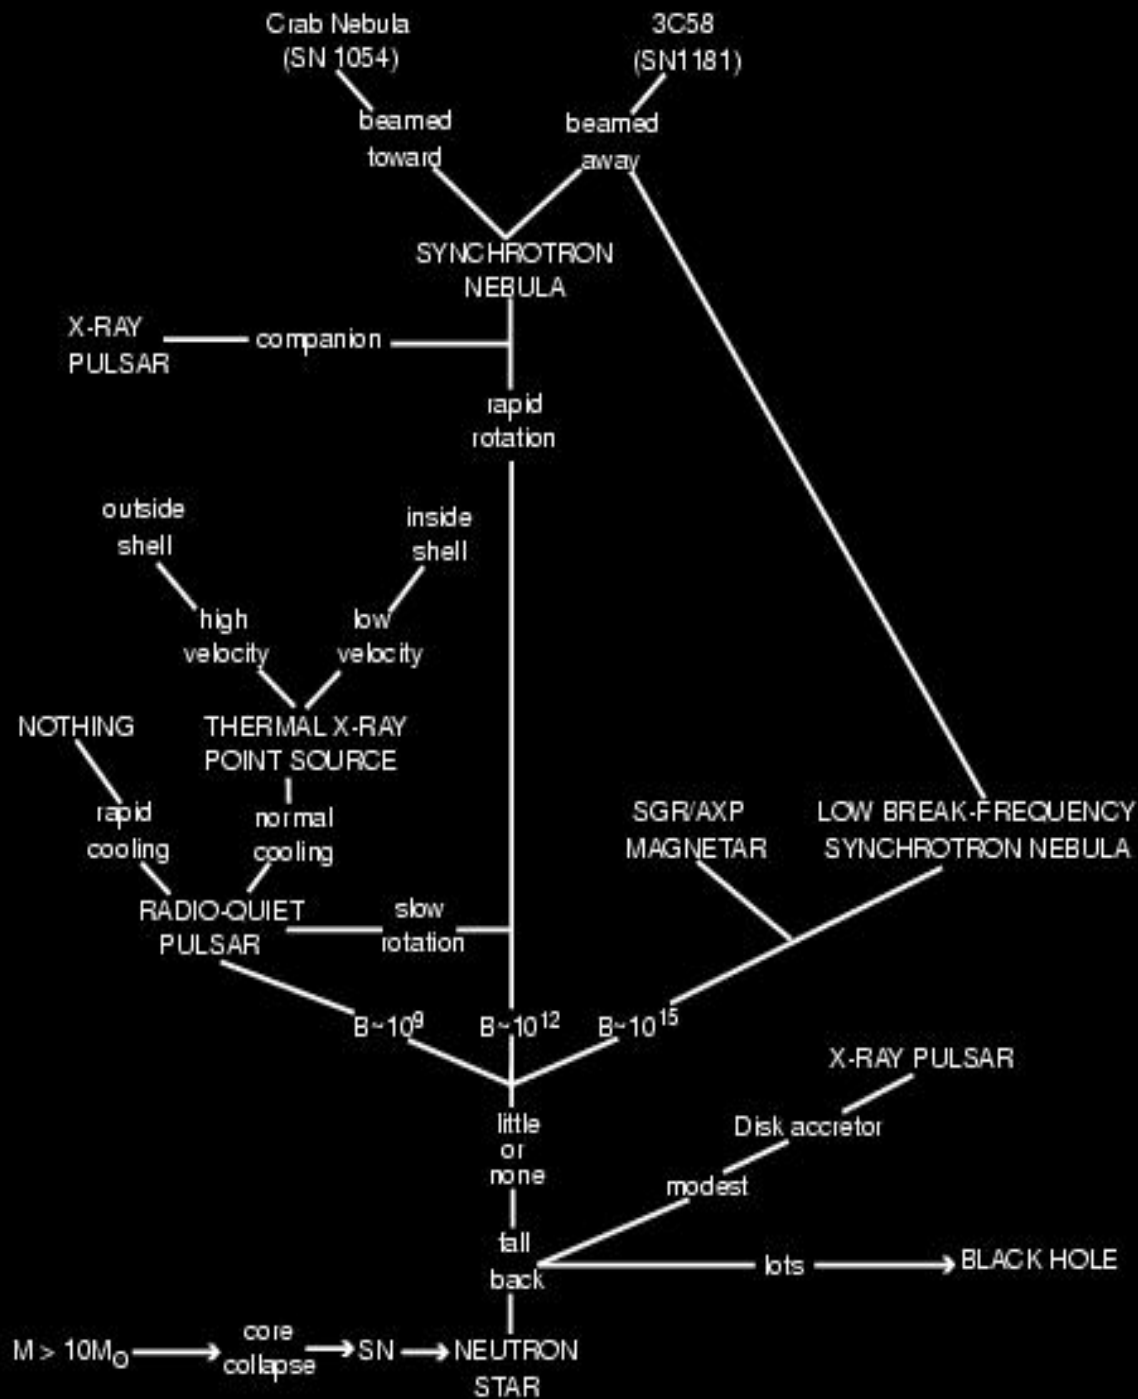 Crab Nebula
(SN 1054)
3C58
(SN1181)
beamed
toward
beamed
away
SYNCHROTRON
NEBULA
X-RAY
PULSAR
companion
rapid
rotation
outside
shell
inside
shell
high
velocity
low
velocity
NOTHING
THERMAL X-RAY
POINT SOURCE
rapid
cooling
normal
cooling
SGR/AXP
MAGNETAR
LOW BREAK-FREQUENCY
SYNCHROTRON NEBULA
RADIO-QUIET
PULSAR
slow
rotation
B~10⁹
B~10¹²
B~10¹⁵
X-RAY PULSAR
Disk accretor
little
or
none
modest
fall
back
lots
BLACK HOLE
M > 10M⊙
core
collapse
SN
NEUTRON
STAR